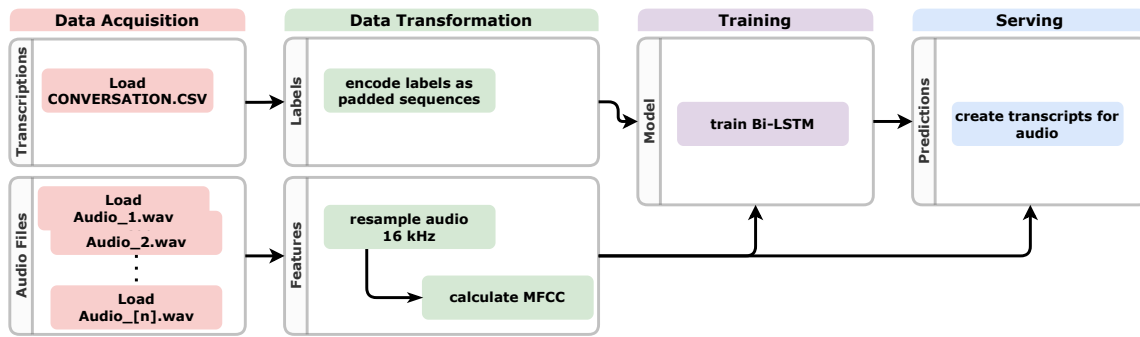 Data Acquisition
Data Transformation
Training
Serving
Transcriptions
Load
CONVERSATION.CSV
Labels
encode labels as
padded sequences
Model
train Bi-LSTM
Predictions
create transcripts for
audio
Audio Files
Load
Audio_1.wav
Audio_2.wav
Load
Audio_[n].wav
Features
resample audio
16 kHz
calculate MFCC